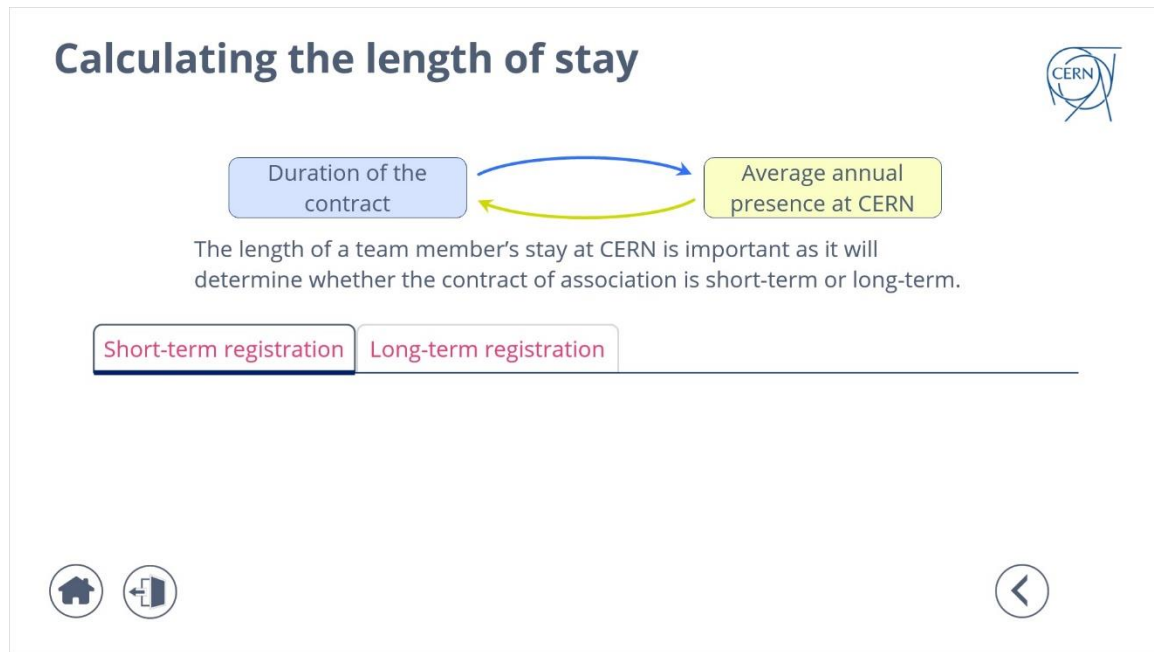 Calculating the length of stay
CERN
Duration of the
contract
Average annual
presence at CERN
The length of a team member’s stay at CERN is important as it will
determine whether the contract of association is short-term or long-term.
Short-term registration
Long-term registration